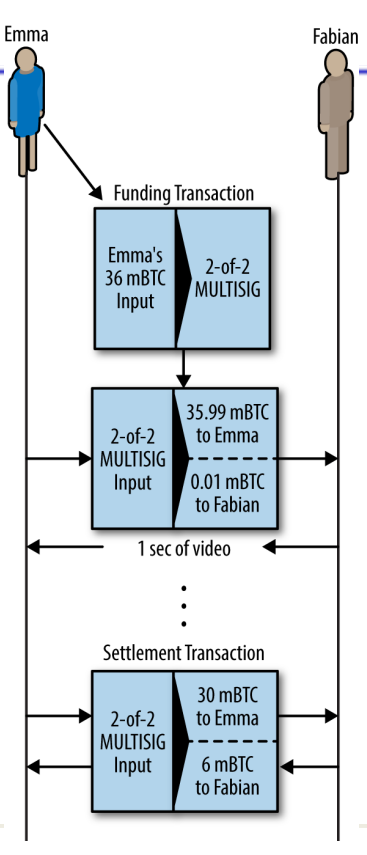 Emma
Fabian
Funding Transaction
Emma's
36 mBTC
Input
2-of-2
MULTISIG
2-of-2
MULTISIG
Input
35.99 mBTC
to Emma
0.01 mBTC
to Fabian
1 sec of video
Settlement Transaction
2-of-2
MULTISIG
Input
30 mBTC
to Emma
6 mBTC
to Fabian